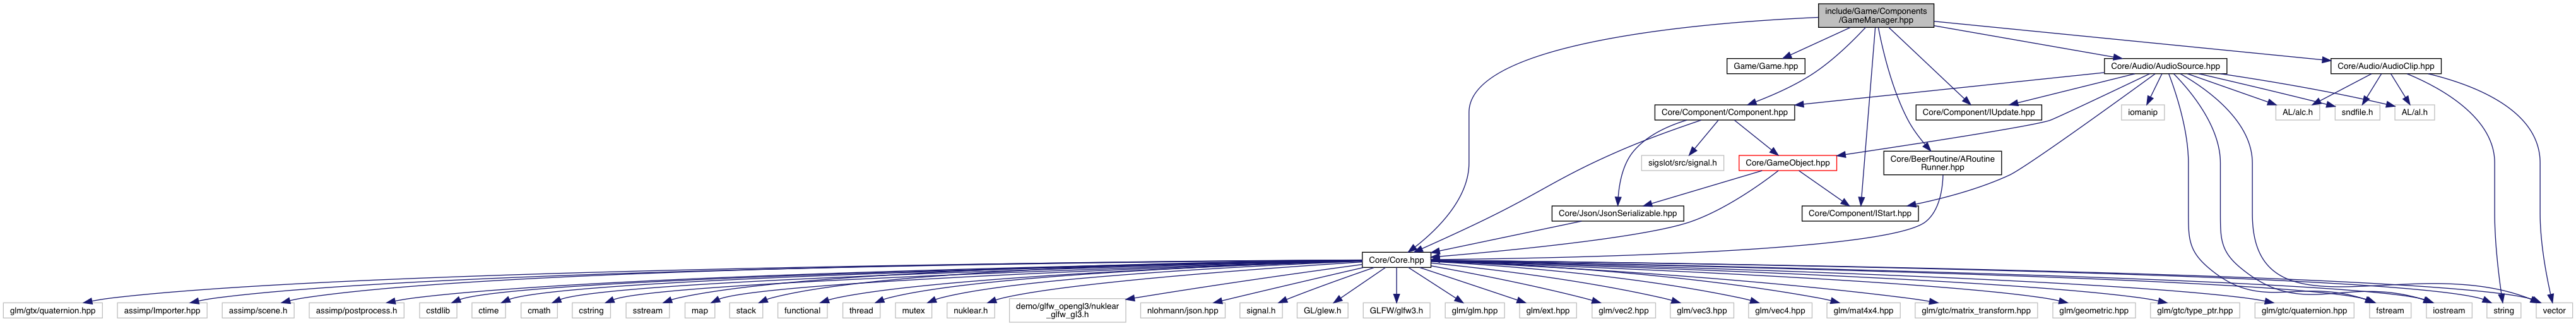 include/Game/Components
/GameManager.hpp
Game/Game.hpp
Core/Audio/AudioSource.hpp
Core/Audio/AudioClip.hpp
Core/Component/Component.hpp
Core/Component/IUpdate.hpp
iomanip
AL/alc.h
sndfile.h
AL/al.h
sigslot/src/signal.h
Core/GameObject.hpp
Core/BeerRoutine/ARoutine
Runner.hpp
Core/Json/JsonSerializable.hpp
Core/Component/IStart.hpp
Core/Core.hpp
glm/gtx/quaternion.hpp
assimp/Importer.hpp
assimp/scene.h
assimp/postprocess.h
cstdlib
ctime
cmath
cstring
sstream
map
stack
functional
thread
mutex
nuklear.h
demo/glfw_opengl3/nuklear
_glfw_gl3.h
nlohmann/json.hpp
signal.h
GL/glew.h
GLFW/glfw3.h
glm/glm.hpp
glm/ext.hpp
glm/vec2.hpp
glm/vec3.hpp
glm/vec4.hpp
glm/mat4x4.hpp
glm/gtc/matrix_transform.hpp
glm/geometric.hpp
glm/gtc/type_ptr.hpp
glm/gtc/quaternion.hpp
fstream
iostream
string
vector